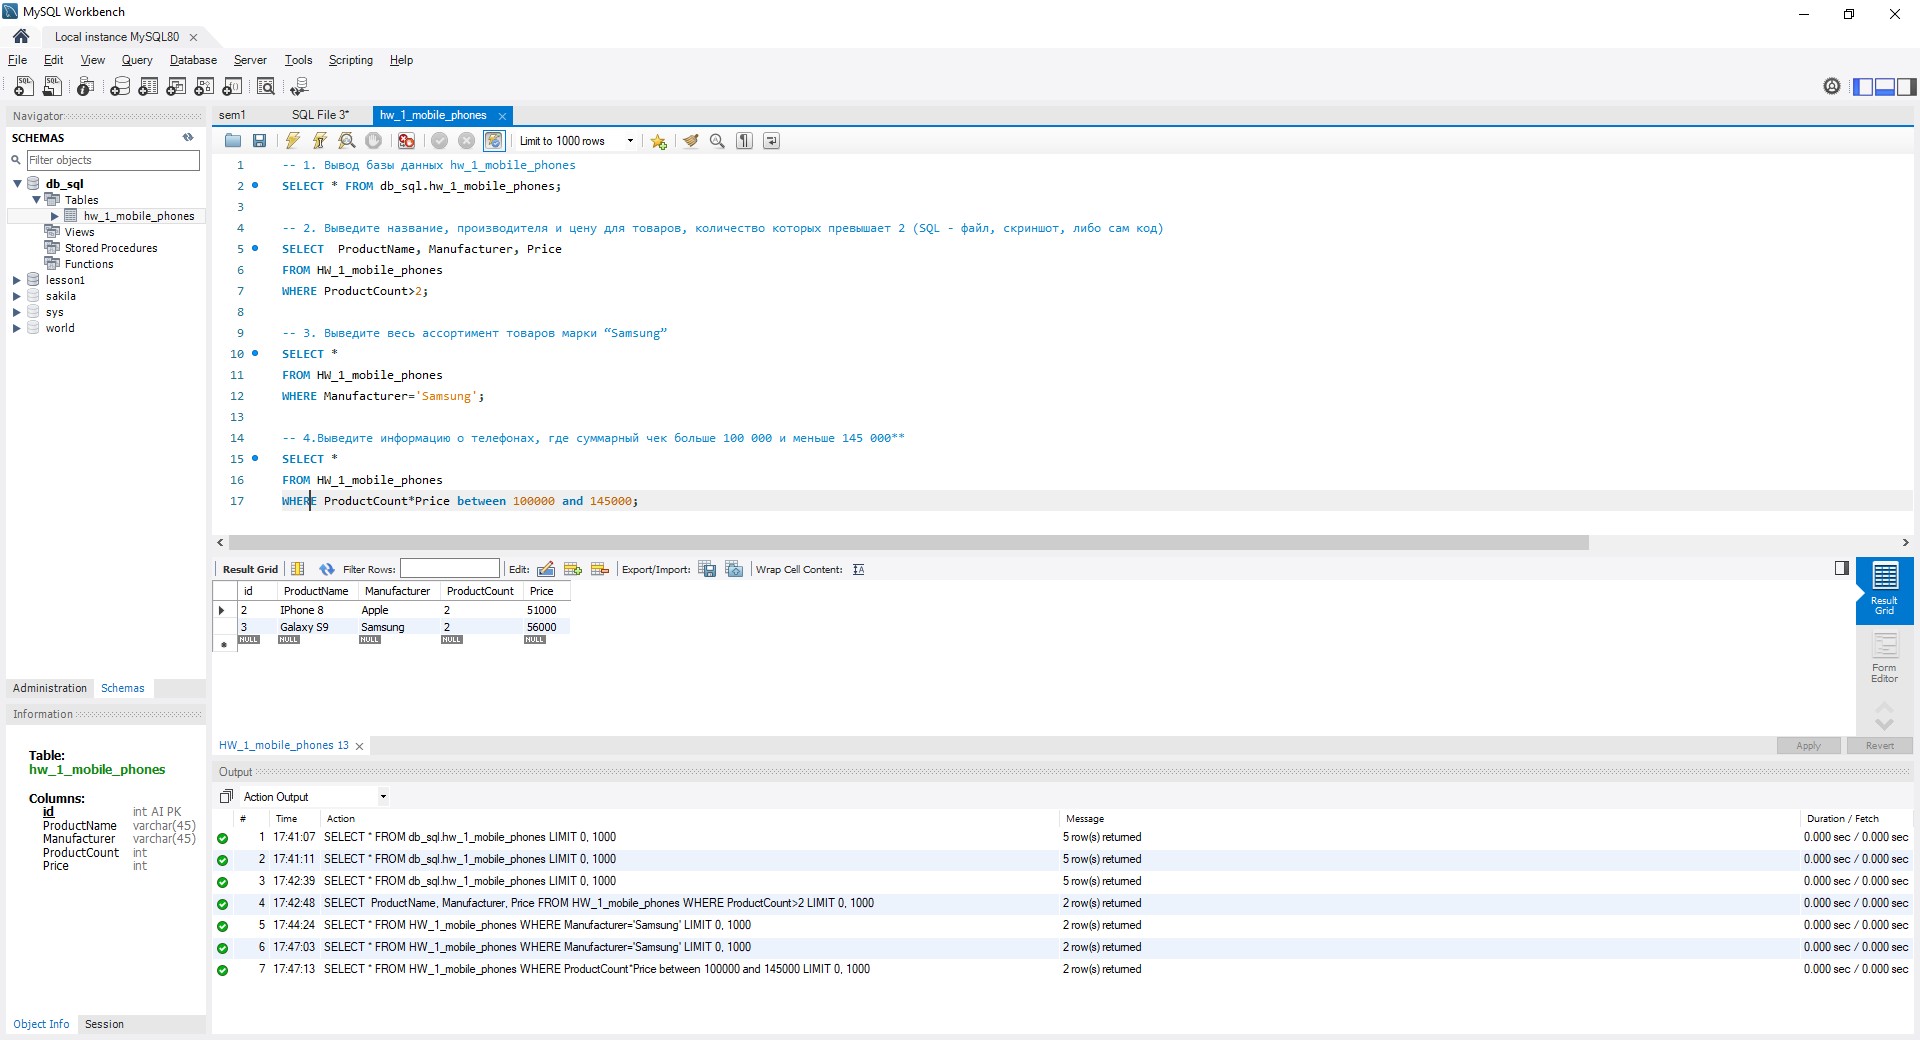 MySQL Workbench
Local instance MySQL80
File Edit View Query Database Server Tools Scripting Help
Navigator
SCHEMAS
Filter objects
db_sql
Tables
hw_1_mobile_phones
Views
Stored Procedures
Functions
lesson1
sakila
sys
world
Administration Schemas
Information
Table:
hw_1_mobile_phones
Columns:
id int AI PK
ProductName varchar(45)
Manufacturer varchar(45)
ProductCount int
Price int
Object Info Session
sem1 SQL File 3* hw_1_mobile_phones
Limit to 1000 rows
1 -- 1. Вывод базы данных hw_1_mobile_phones
2 SELECT * FROM db_sql.hw_1_mobile_phones;
3
4 -- 2. Выведите название, производителя и цену для товаров, количество которых превышает 2 (SQL - файл, скриншот, либо сам код)
5 SELECT  ProductName, Manufacturer, Price
6 FROM HW_1_mobile_phones
7 WHERE ProductCount>2;
8
9 -- 3. Выведите весь ассортимент товаров марки “Samsung”
10 SELECT *
11 FROM HW_1_mobile_phones
12 WHERE Manufacturer='Samsung';
13
14 -- 4.Выведите информацию о телефонах, где суммарный чек больше 100 000 и меньше 145 000**
15 SELECT *
16 FROM HW_1_mobile_phones
17 WHERE ProductCount*Price between 100000 and 145000;
Result Grid Filter Rows: Edit: Export/Import: Wrap Cell Content:
id ProductName Manufacturer ProductCount Price
2 IPhone 8 Apple 2 51000
3 Galaxy S9 Samsung 2 56000
NULL NULL NULL NULL NULL
Result Grid
Form Editor
HW_1_mobile_phones 13
Apply Revert
Output
Action Output
# Time Action Message Duration / Fetch
1 17:41:07 SELECT * FROM db_sql.hw_1_mobile_phones LIMIT 0, 1000 5 row(s) returned 0.000 sec / 0.000 sec
2 17:41:11 SELECT * FROM db_sql.hw_1_mobile_phones LIMIT 0, 1000 5 row(s) returned 0.000 sec / 0.000 sec
3 17:42:39 SELECT * FROM db_sql.hw_1_mobile_phones LIMIT 0, 1000 5 row(s) returned 0.000 sec / 0.000 sec
4 17:42:48 SELECT  ProductName, Manufacturer, Price FROM HW_1_mobile_phones WHERE ProductCount>2 LIMIT 0, 1000 2 row(s) returned 0.000 sec / 0.000 sec
5 17:44:24 SELECT * FROM HW_1_mobile_phones WHERE Manufacturer='Samsung' LIMIT 0, 1000 2 row(s) returned 0.000 sec / 0.000 sec
6 17:47:03 SELECT * FROM HW_1_mobile_phones WHERE Manufacturer='Samsung' LIMIT 0, 1000 2 row(s) returned 0.000 sec / 0.000 sec
7 17:47:13 SELECT * FROM HW_1_mobile_phones WHERE ProductCount*Price between 100000 and 145000 LIMIT 0, 1000 2 row(s) returned 0.000 sec / 0.000 sec